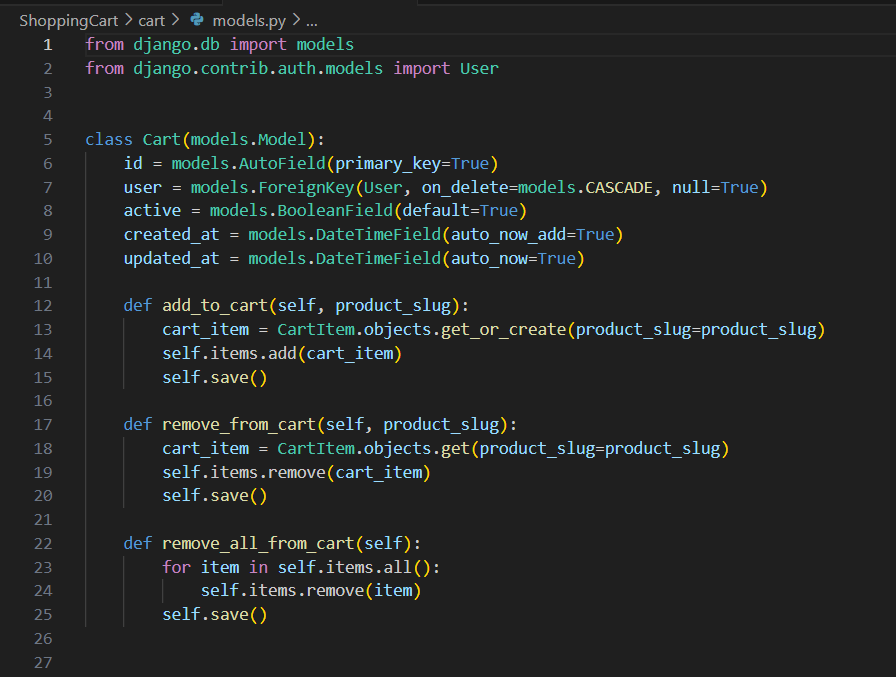 ShoppingCart > cart > models.py > ...
1 from django.db import models
2 from django.contrib.auth.models import User
3
4
5 class Cart(models.Model):
6     id = models.AutoField(primary_key=True)
7     user = models.ForeignKey(User, on_delete=models.CASCADE, null=True)
8     active = models.BooleanField(default=True)
9     created_at = models.DateTimeField(auto_now_add=True)
10     updated_at = models.DateTimeField(auto_now=True)
11
12     def add_to_cart(self, product_slug):
13         cart_item = CartItem.objects.get_or_create(product_slug=product_slug)
14         self.items.add(cart_item)
15         self.save()
16
17     def remove_from_cart(self, product_slug):
18         cart_item = CartItem.objects.get(product_slug=product_slug)
19         self.items.remove(cart_item)
20         self.save()
21
22     def remove_all_from_cart(self):
23         for item in self.items.all():
24             self.items.remove(item)
25         self.save()
26
27